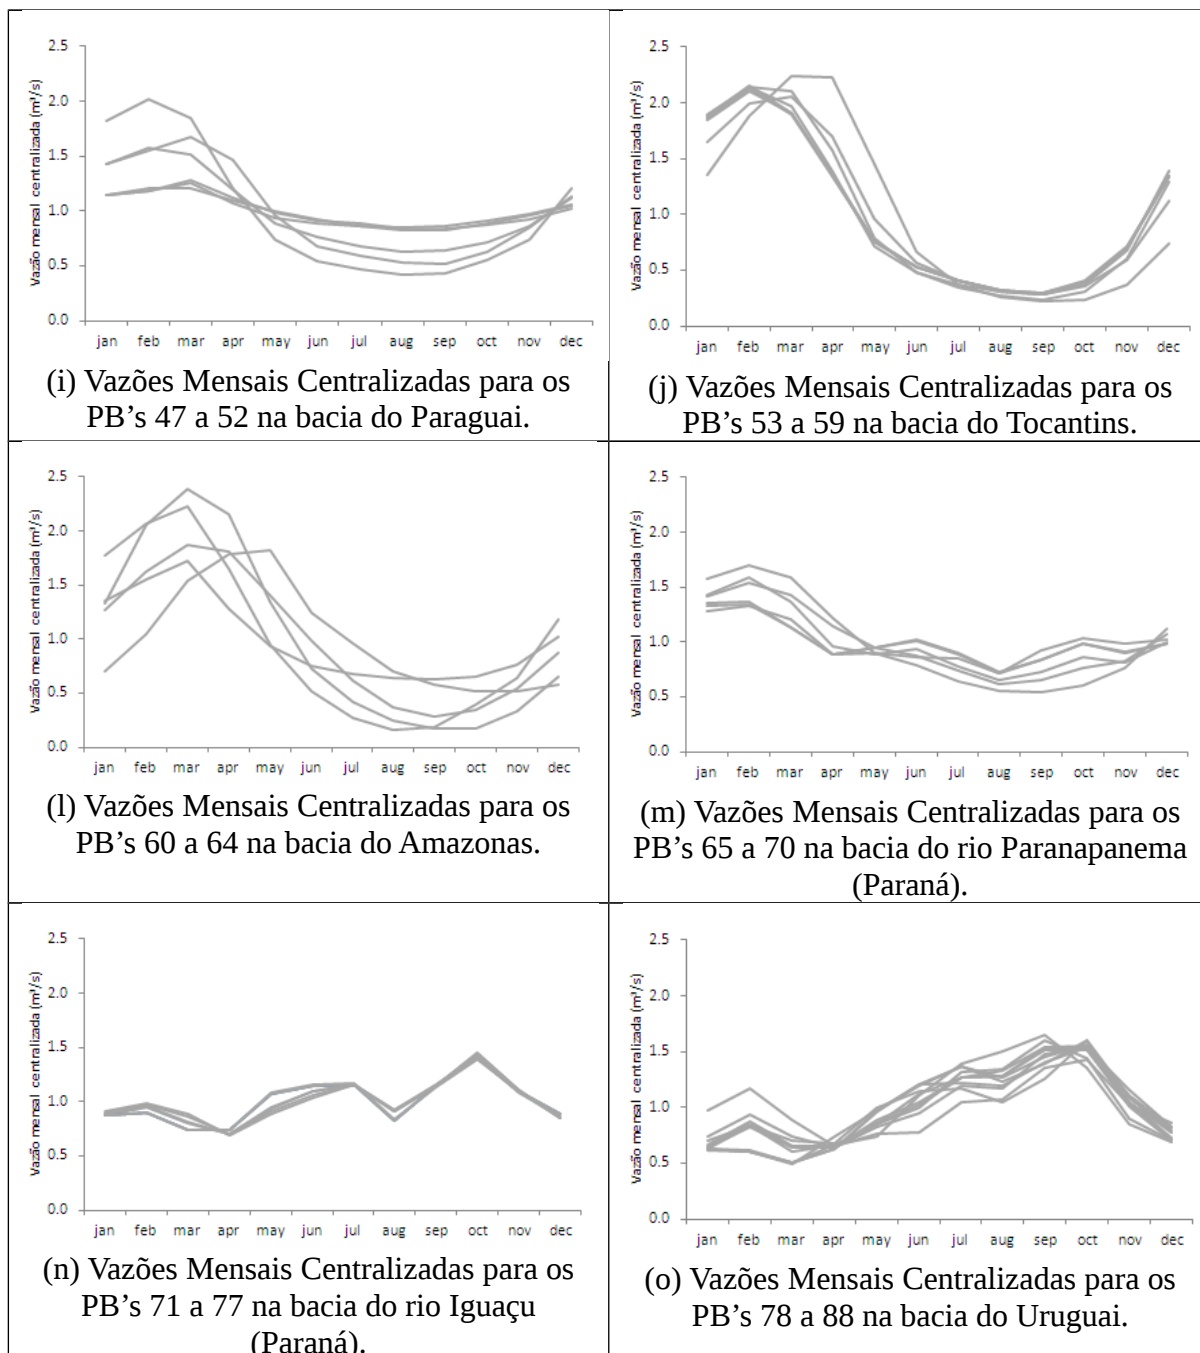 2.5
2.0
1.5
1.0
0.5
0.0
Vazão mensal centralizada (m³/s)
jan feb mar apr may jun jul aug sep oct nov dec
(i) Vazões Mensais Centralizadas para os
PB’s 47 a 52 na bacia do Paraguai.
2.5
2.0
1.5
1.0
0.5
0.0
Vazão mensal centralizada (m³/s)
jan feb mar apr may jun jul aug sep oct nov dec
(j) Vazões Mensais Centralizadas para os
PB’s 53 a 59 na bacia do Tocantins.
2.5
2.0
1.5
1.0
0.5
0.0
Vazão mensal centralizada (m³/s)
jan feb mar apr may jun jul aug sep oct nov dec
(l) Vazões Mensais Centralizadas para os
PB’s 60 a 64 na bacia do Amazonas.
2.5
2.0
1.5
1.0
0.5
0.0
Vazão mensal centralizada (m³/s)
jan feb mar apr may jun jul aug sep oct nov dec
(m) Vazões Mensais Centralizadas para os
PB’s 65 a 70 na bacia do rio Paranapanema
(Paraná).
2.5
2.0
1.5
1.0
0.5
0.0
Vazão mensal centralizada (m³/s)
jan feb mar apr may jun jul aug sep oct nov dec
(n) Vazões Mensais Centralizadas para os
PB’s 71 a 77 na bacia do rio Iguaçu
(Paraná).
2.5
2.0
1.5
1.0
0.5
0.0
Vazão mensal centralizada (m³/s)
jan feb mar apr may jun jul aug sep oct nov dec
(o) Vazões Mensais Centralizadas para os
PB’s 78 a 88 na bacia do Uruguai.